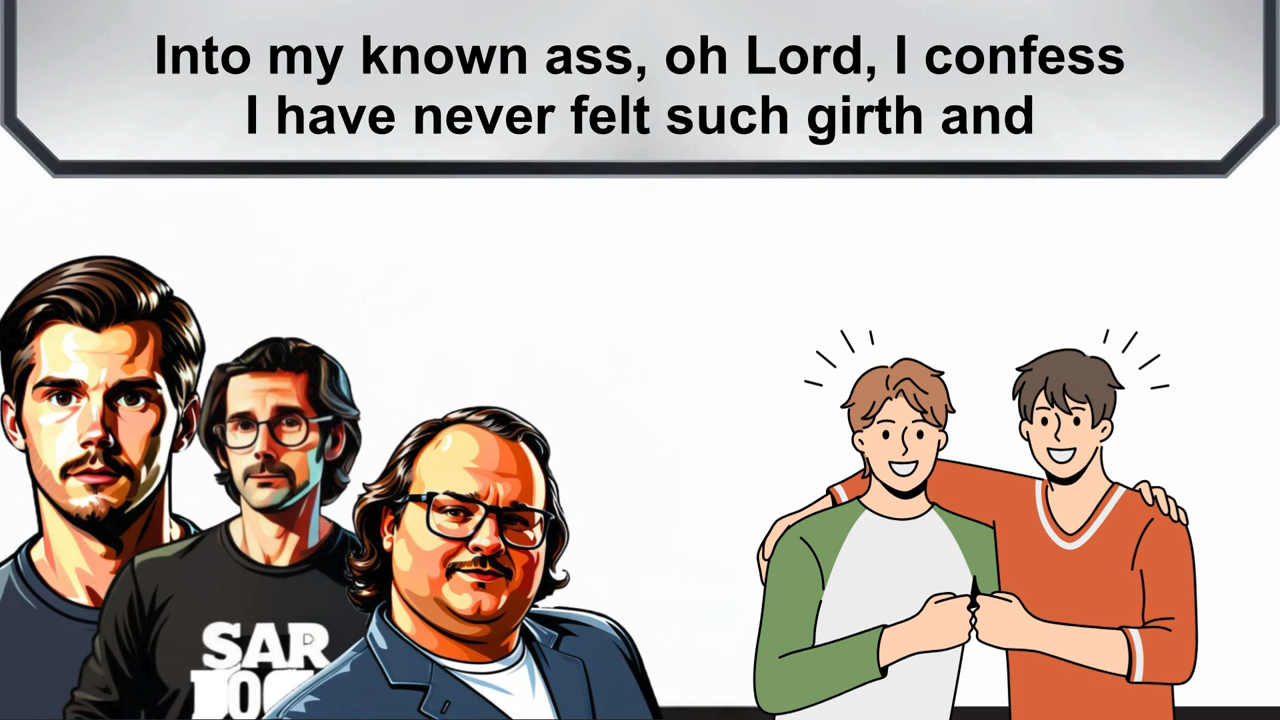 Into my known ass, oh Lord, I confess
I have never felt such girth and
SAR